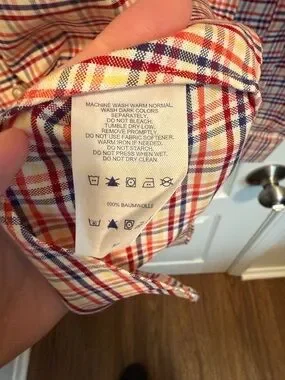 MACHINE WASH WARM NORMAL.
WASH DARK COLORS
SEPARATELY.
DO NOT BLEACH.
TUMBLE DRY LOW.
REMOVE PROMPTLY.
DO NOT USE FABRIC SOFTENER.
WARM IRON IF NEEDED.
DO NOT STARCH.
DO NOT PRESS WHEN WET.
DO NOT DRY CLEAN.
100% BAUMWOLLE